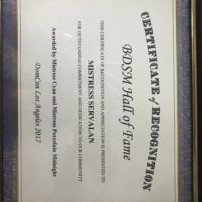 CERTIFICATE of RECOGNITION
BDSM Hall of Fame
THIS CERTIFICATE OF RECOGNITION AND APPRECIATION IS PRESENTED TO
MISTRESS SERVALAN
FOR OUTSTANDING COMMITMENT AND DEDICATION TO OUR COMMUNITY
Awarded by Mistress Cyan and Mistress Porcelain Midnight
DomCon Los Angeles 2017